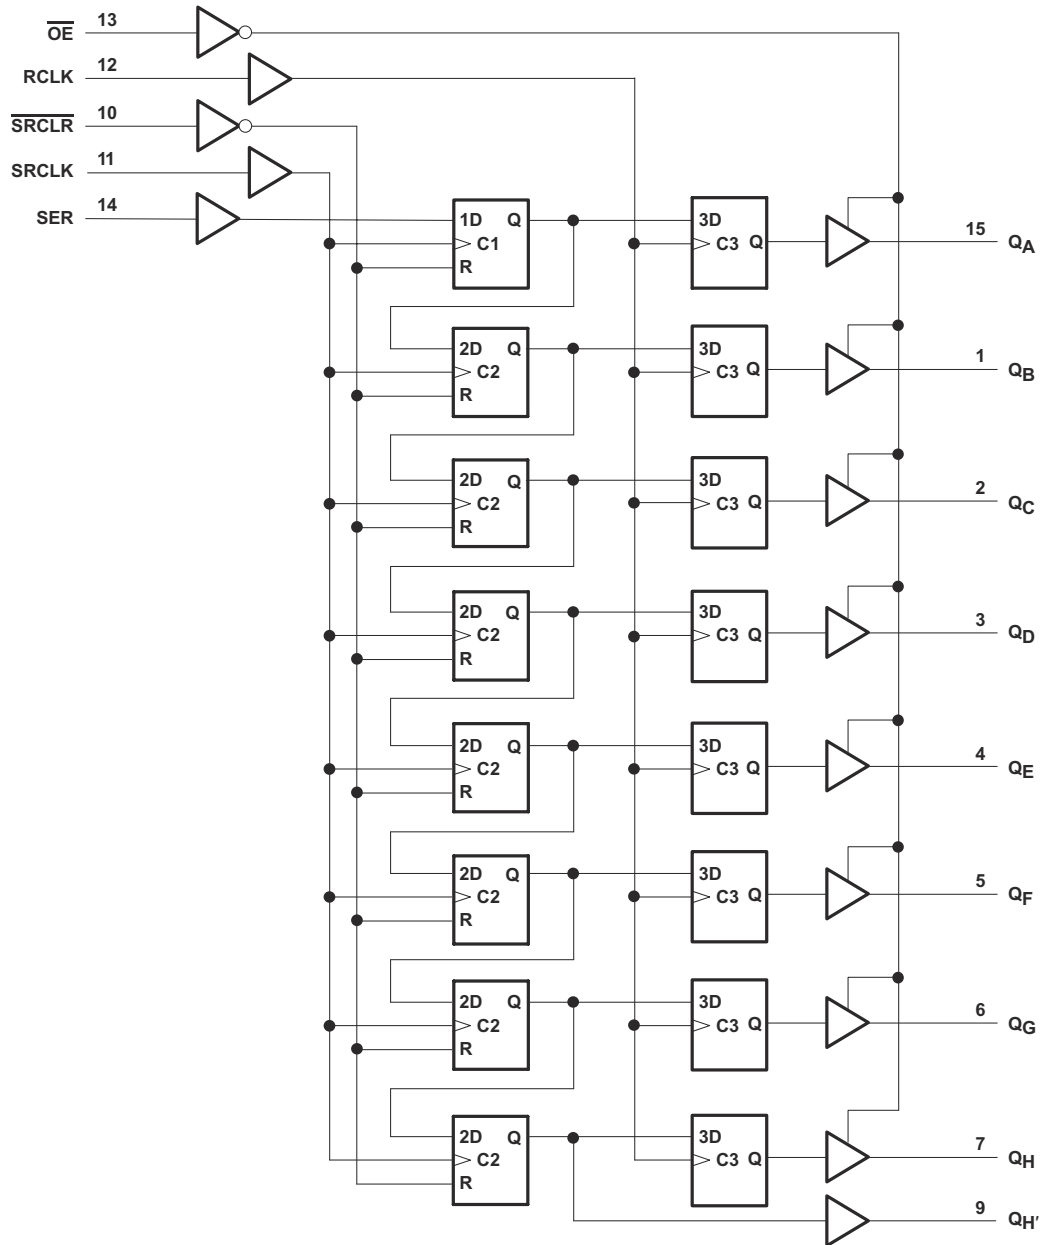 OE 13
RCLK 12
SRCLR 10
SRCLK 11
SER 14
1D Q 3D
C1 C3 Q 15 QA
R
2D Q 3D
C2 C3 Q 1 QB
R
2D Q 3D
C2 C3 Q 2 QC
R
2D Q 3D
C2 C3 Q 3 QD
R
2D Q 3D
C2 C3 Q 4 QE
R
2D Q 3D
C2 C3 Q 5 QF
R
2D Q 3D
C2 C3 Q 6 QG
R
2D Q 3D
C2 C3 Q 7 QH
R
9 QH′